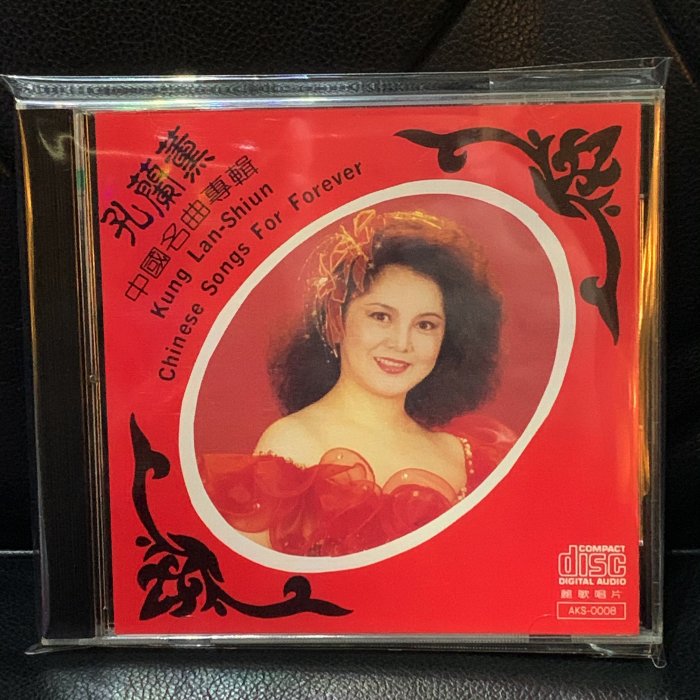 孔蘭薰
中國名曲專輯
Kung Lan-Shiun
Chinese Songs For Forever
COMPACT
disc
DIGITAL AUDIO
麗歌唱片
AKS-0008